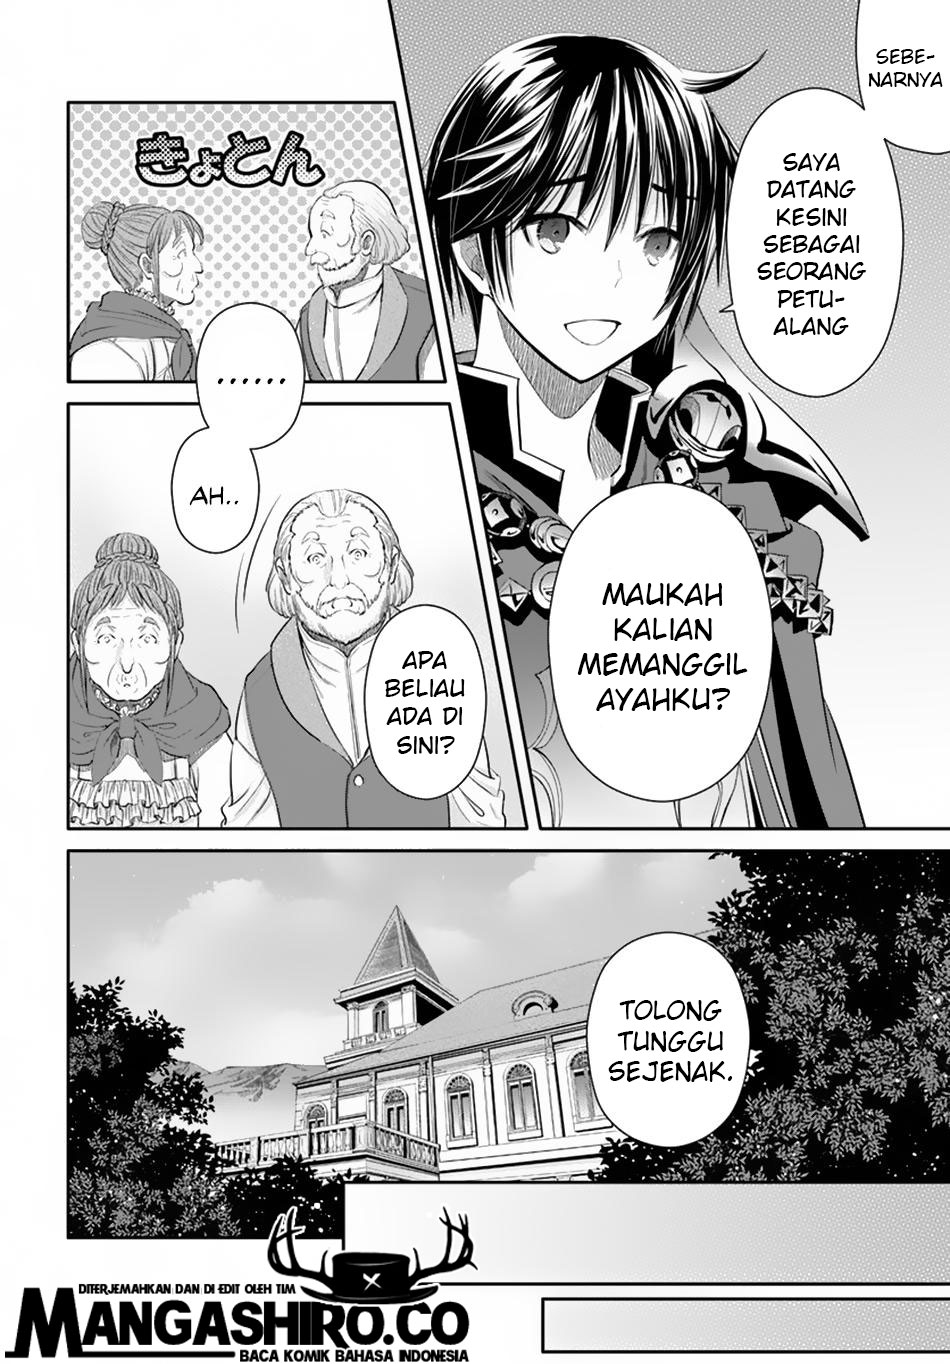 SEBE-
NARNYA
SAYA
DATANG
KESINI
SEBAGAI
SEORANG
PETU-
ALANG
MAUKAH
KALIAN
MEMANGGIL
AYAHKU?
きょとん
......
AH..
APA
BELIAU
ADA DI
SINI?
TOLONG
TUNGGU
SEJENAK.
DITERJEMAHKAN DAN DI EDIT OLEH TIM
MANGASHIRO.CO
BACA KOMIK BAHASA INDONESIA